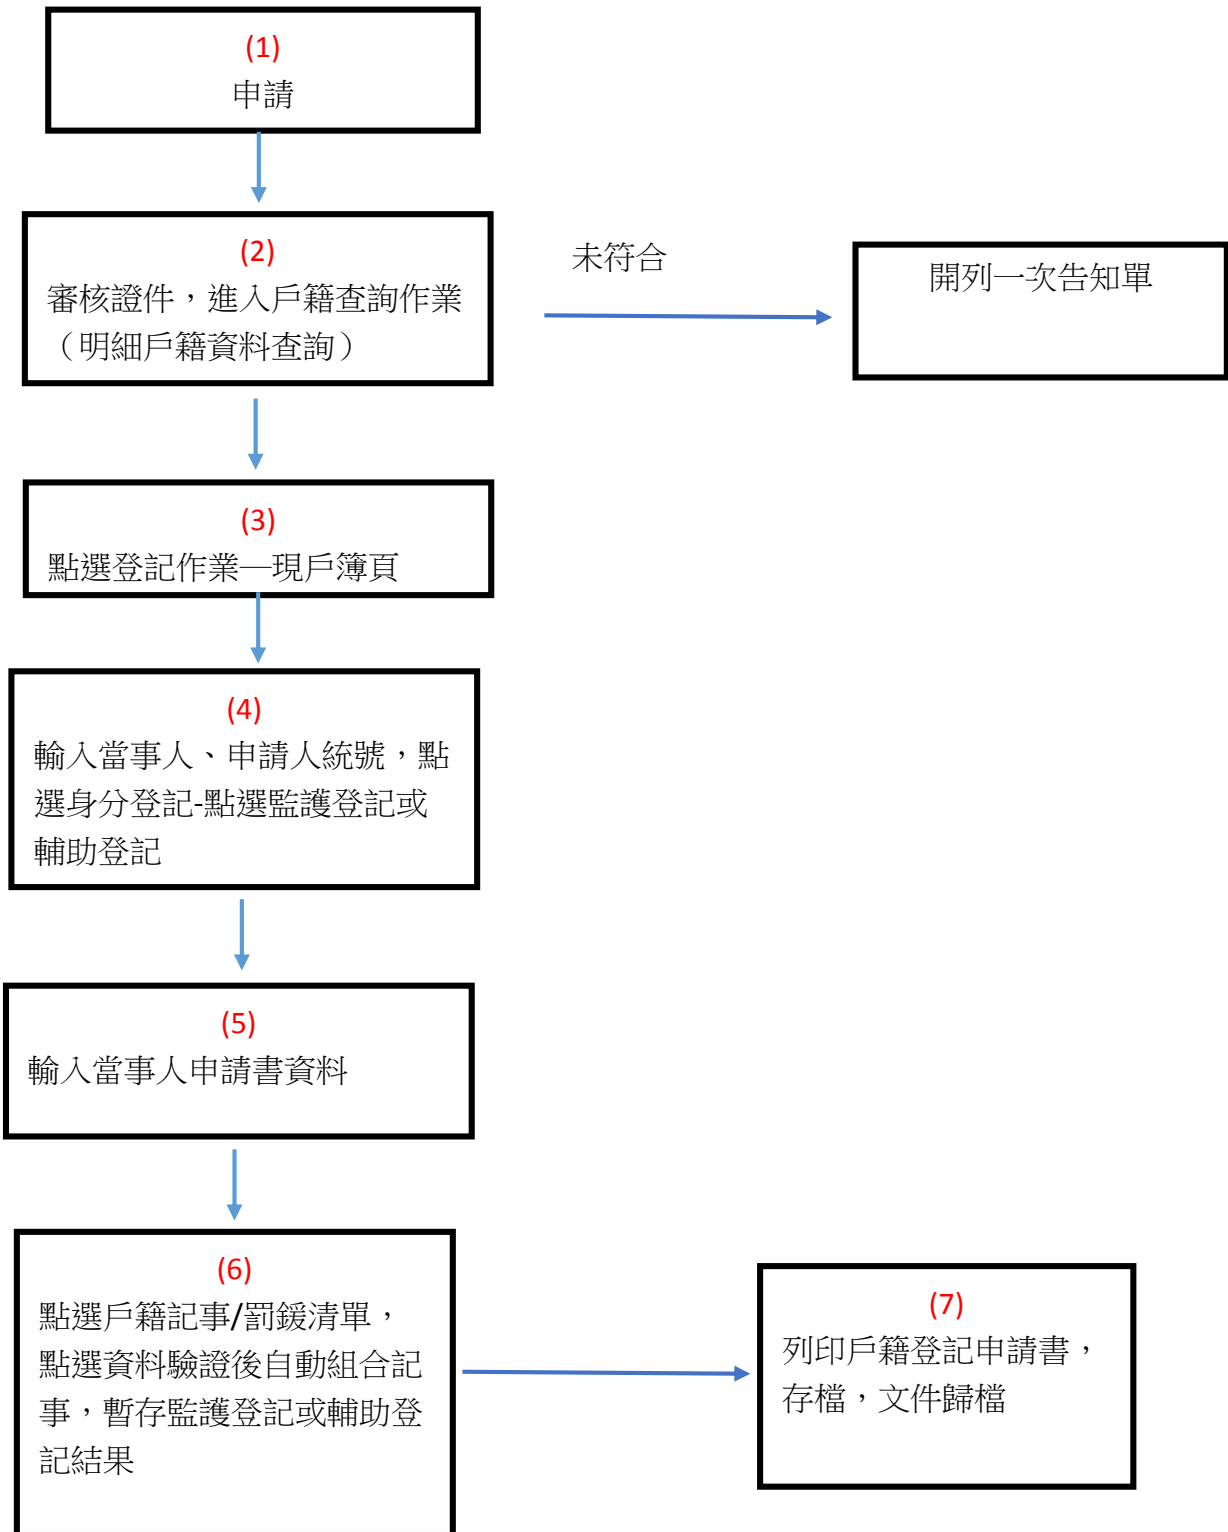 (1)
申請
(2)
審核證件，進入戶籍查詢作業
（明細戶籍資料查詢）
未符合
開列一次告知單
(3)
點選登記作業—現戶簿頁
(4)
輸入當事人、申請人統號，點
選身分登記-點選監護登記或
輔助登記
(5)
輸入當事人申請書資料
(6)
點選戶籍記事/罰鍰清單，
點選資料驗證後自動組合記
事，暫存監護登記或輔助登
記結果
(7)
列印戶籍登記申請書，
存檔，文件歸檔